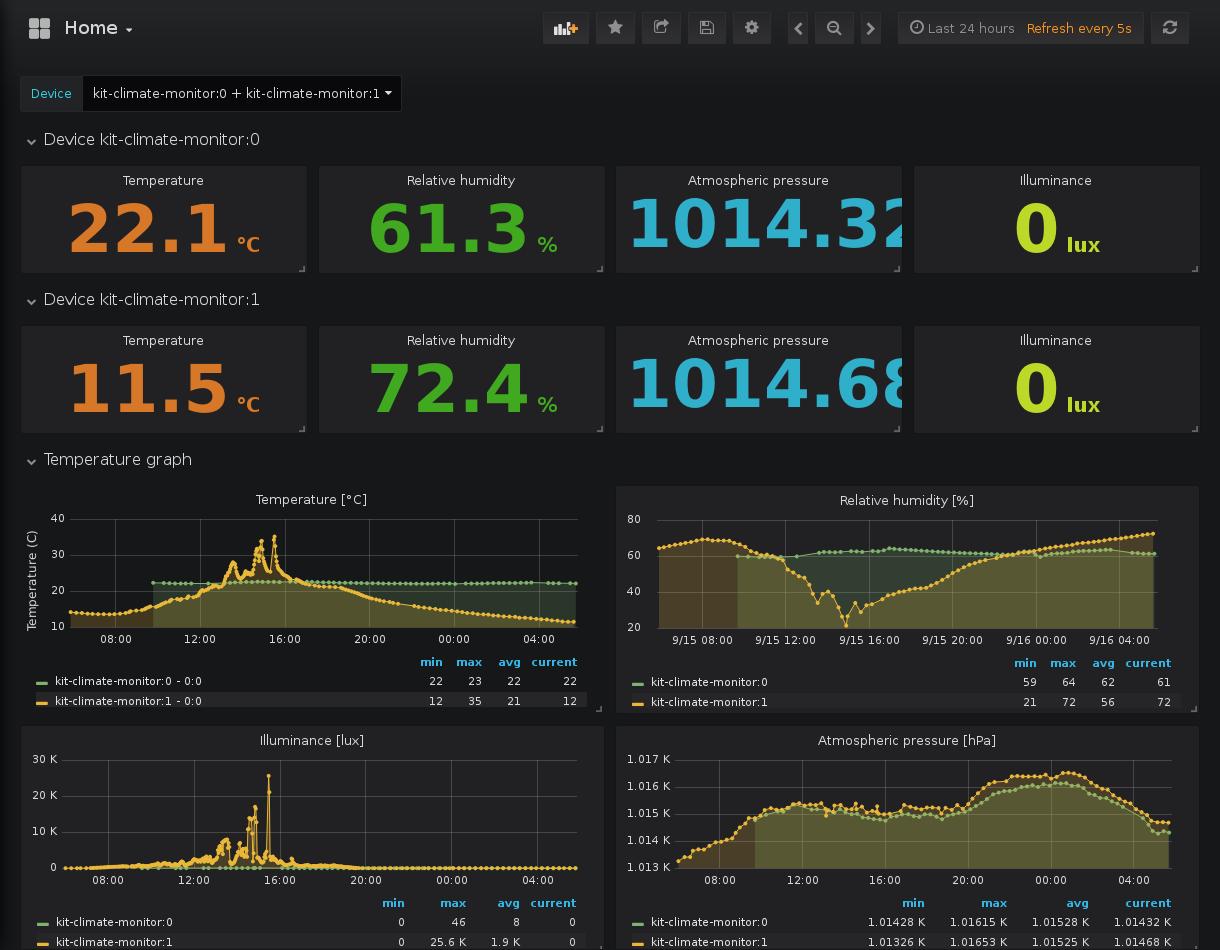 Home
Last 24 hours Refresh every 5s
Device kit-climate-monitor:0 + kit-climate-monitor:1
Device kit-climate-monitor:0
Temperature Relative humidity Atmospheric pressure Illuminance
22.1 °C 61.3 % 1014.32 0 lux
Device kit-climate-monitor:1
Temperature Relative humidity Atmospheric pressure Illuminance
11.5 °C 72.4 % 1014.68 0 lux
Temperature graph
Temperature [°C]
Temperature (C)
40
30
20
10
08:00 12:00 16:00 20:00 00:00 04:00
min max avg current
kit-climate-monitor:0 - 0:0 22 23 22 22
kit-climate-monitor:1 - 0:0 12 35 21 12
Relative humidity [%]
80
60
40
20
9/15 08:00 9/15 12:00 9/15 16:00 9/15 20:00 9/16 00:00 9/16 04:00
min max avg current
kit-climate-monitor:0 59 64 62 61
kit-climate-monitor:1 21 72 56 72
Illuminance [lux]
30 K
20 K
10 K
0
08:00 12:00 16:00 20:00 00:00 04:00
min max avg current
kit-climate-monitor:0 0 46 8 0
kit-climate-monitor:1 0 25.6 K 1.9 K 0
Atmospheric pressure [hPa]
1.017 K
1.016 K
1.015 K
1.014 K
1.013 K
08:00 12:00 16:00 20:00 00:00 04:00
min max avg current
kit-climate-monitor:0 1.01428 K 1.01615 K 1.01528 K 1.01432 K
kit-climate-monitor:1 1.01326 K 1.01653 K 1.01525 K 1.01468 K